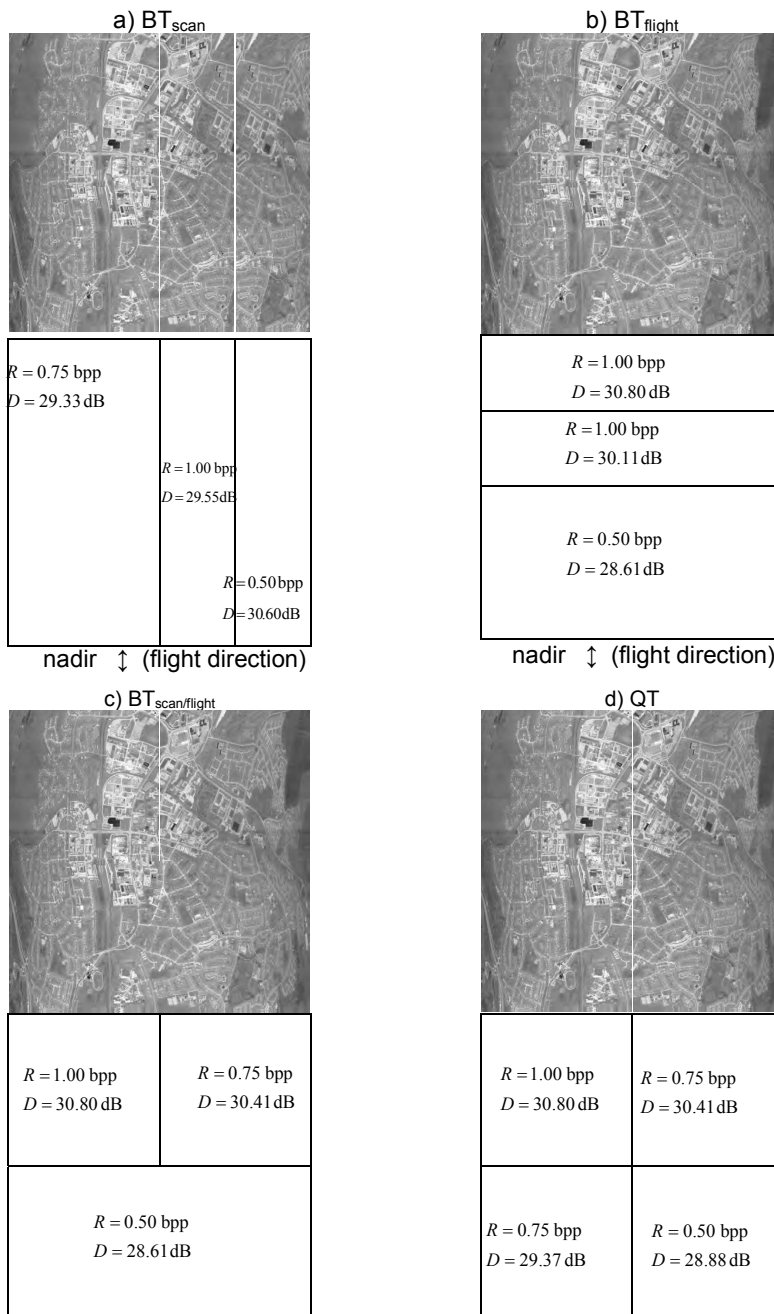 a) BTscan
R = 0.75 bpp
D = 29.33 dB
R = 1.00 bpp
D = 29.55dB
R = 0.50 bpp
D = 30.60dB
nadir ↕ (flight direction)
b) BTflight
R = 1.00 bpp
D = 30.80 dB
R = 1.00 bpp
D = 30.11dB
R = 0.50 bpp
D = 28.61 dB
nadir ↕ (flight direction)
c) BTscan/flight
R = 1.00 bpp
D = 30.80 dB
R = 0.75 bpp
D = 30.41 dB
R = 0.50 bpp
D = 28.61 dB
d) QT
R = 1.00 bpp
D = 30.80 dB
R = 0.75 bpp
D = 30.41 dB
R = 0.75 bpp
D = 29.37 dB
R = 0.50 bpp
D = 28.88 dB